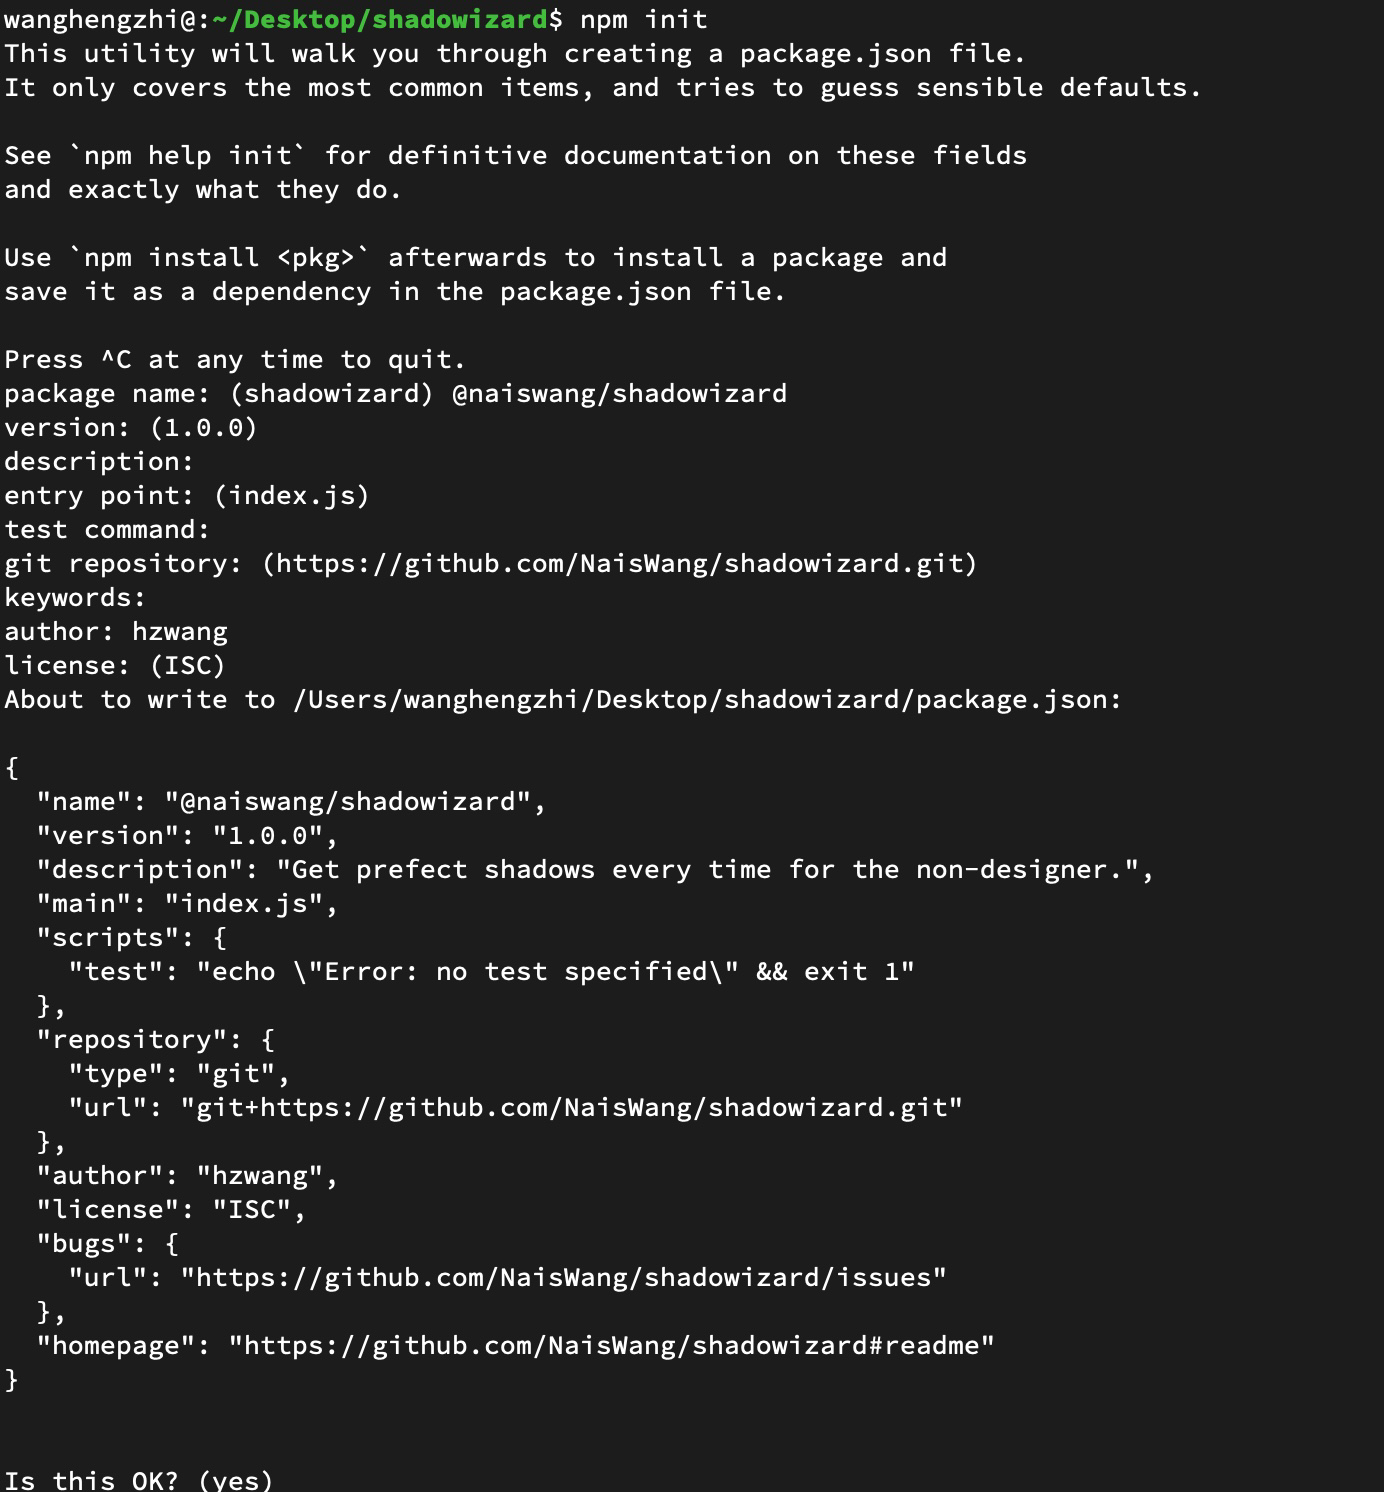 wanghengzhi@:~/Desktop/shadowizard$ npm init
This utility will walk you through creating a package.json file.
It only covers the most common items, and tries to guess sensible defaults.
See `npm help init` for definitive documentation on these fields
and exactly what they do.
Use `npm install <pkg>` afterwards to install a package and
save it as a dependency in the package.json file.
Press ^C at any time to quit.
package name: (shadowizard) @naiswang/shadowizard
version: (1.0.0)
description:
entry point: (index.js)
test command:
git repository: (https://github.com/NaisWang/shadowizard.git)
keywords:
author: hzwang
license: (ISC)
About to write to /Users/wanghengzhi/Desktop/shadowizard/package.json:
{
  "name": "@naiswang/shadowizard",
  "version": "1.0.0",
  "description": "Get prefect shadows every time for the non-designer.",
  "main": "index.js",
  "scripts": {
    "test": "echo \"Error: no test specified\" && exit 1"
  },
  "repository": {
    "type": "git",
    "url": "git+https://github.com/NaisWang/shadowizard.git"
  },
  "author": "hzwang",
  "license": "ISC",
  "bugs": {
    "url": "https://github.com/NaisWang/shadowizard/issues"
  },
  "homepage": "https://github.com/NaisWang/shadowizard#readme"
}
Is this OK? (yes)